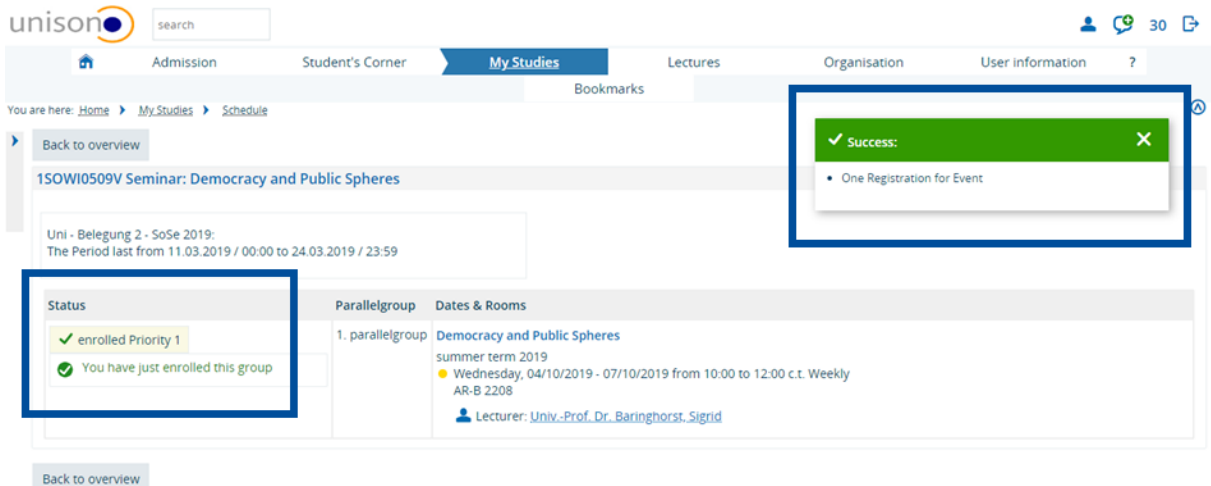 unisono
search
30
Admission
Student's Corner
My Studies
Lectures
Organisation
User information
?
Bookmarks
You are here: Home
My Studies
Schedule
Back to overview
Success:
One Registration for Event
1SOWI0509V Seminar: Democracy and Public Spheres
Uni - Belegung 2 - SoSe 2019:
The Period last from 11.03.2019 / 00:00 to 24.03.2019 / 23:59
Status
Parallelgroup
Dates & Rooms
enrolled Priority 1
You have just enrolled this group
1. parallelgroup
Democracy and Public Spheres
summer term 2019
Wednesday, 04/10/2019 - 07/10/2019 from 10:00 to 12:00 c.t. Weekly
AR-B 2208
Lecturer: Univ.-Prof. Dr. Baringhorst, Sigrid
Back to overview